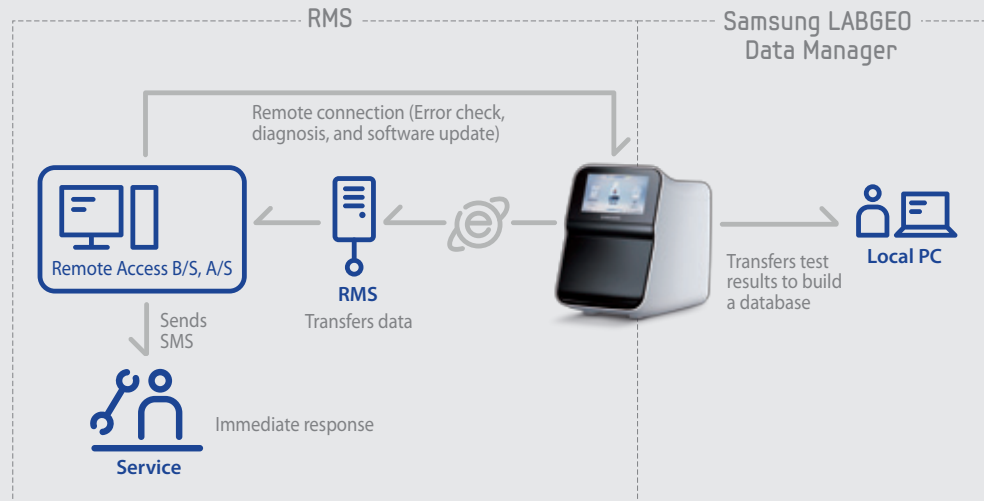 RMS
Samsung LABGEO
Data Manager
Remote connection (Error check,
diagnosis, and software update)
Remote Access B/S, A/S
RMS
Transfers data
e
Transfers test
results to build
a database
Local PC
Sends
SMS
Immediate response
Service